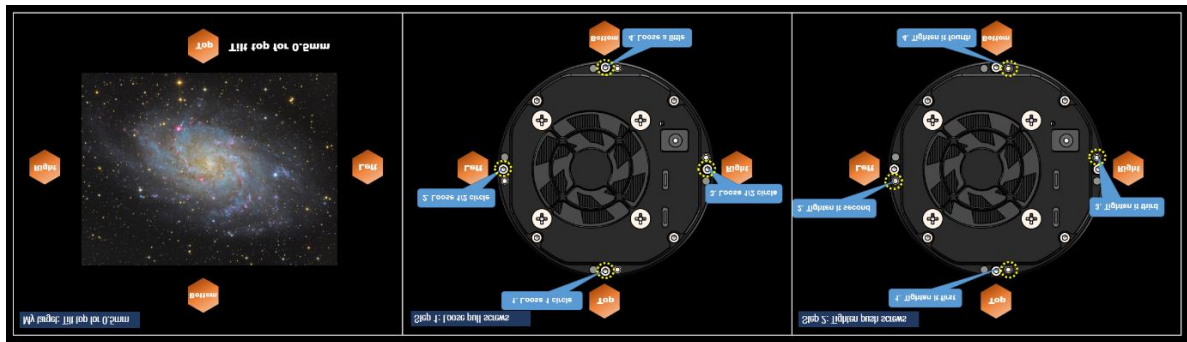 My target: Tilt top for 0.5mm
Bottom
Right
Left
Top
Tilt top for 0.5mm
Step 1: Loose pull screws
Top
1. Loose 1 circle
2. Loose 1/2 circle
3. Loose 1/2 circle
Left
Right
Bottom
4. Loose a little
Step 2: Tighten push screws
Top
1. Tighten it first
2. Tighten it second
3. Tighten it third
Left
Right
Bottom
4. Tighten it fourth